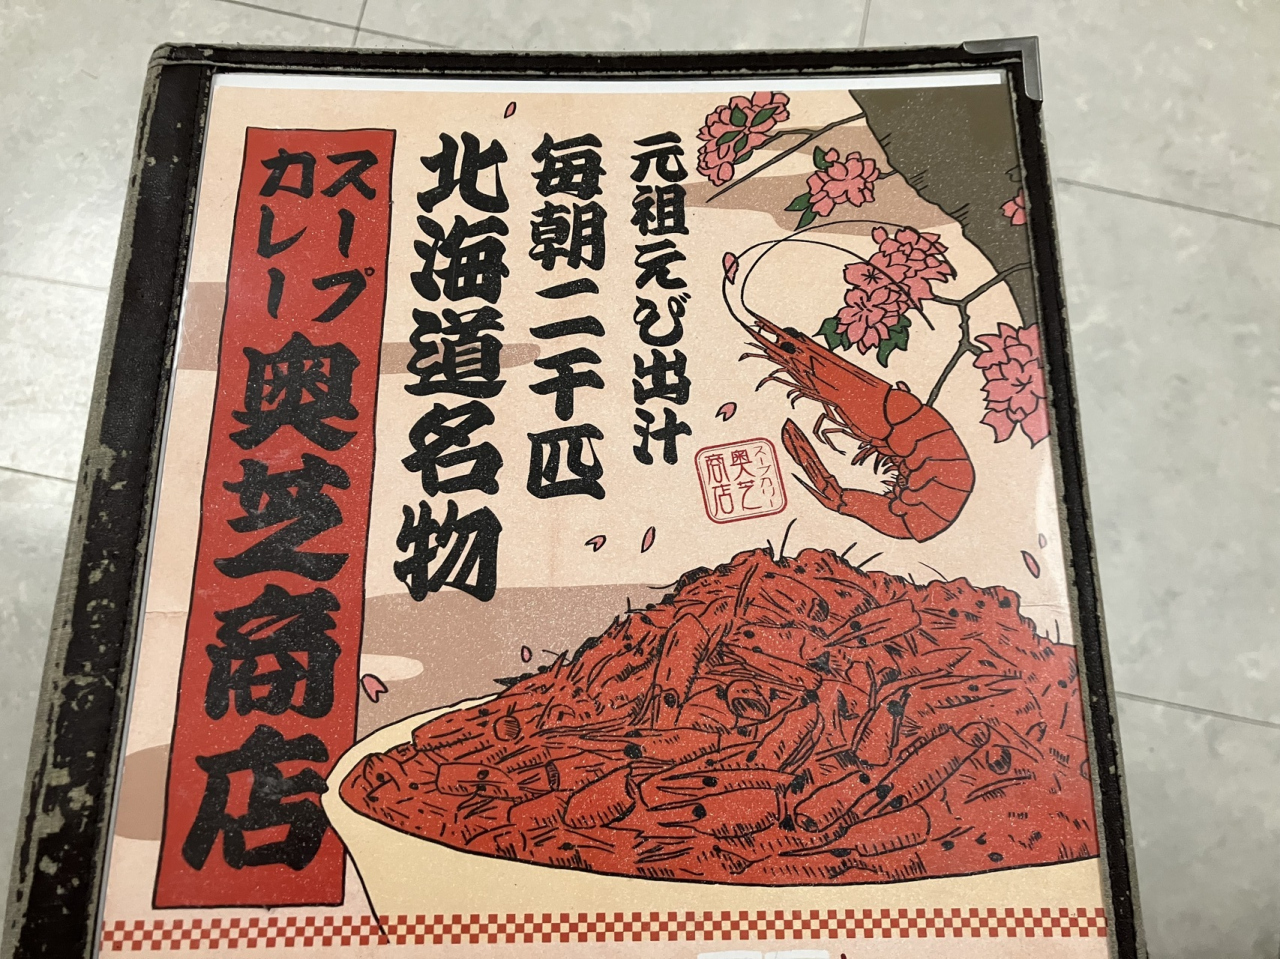 元祖元えび出汁
毎朝二千匹
北海道名物
スープ
カレー
奥芝商店
スープカリー
奥芝
商店